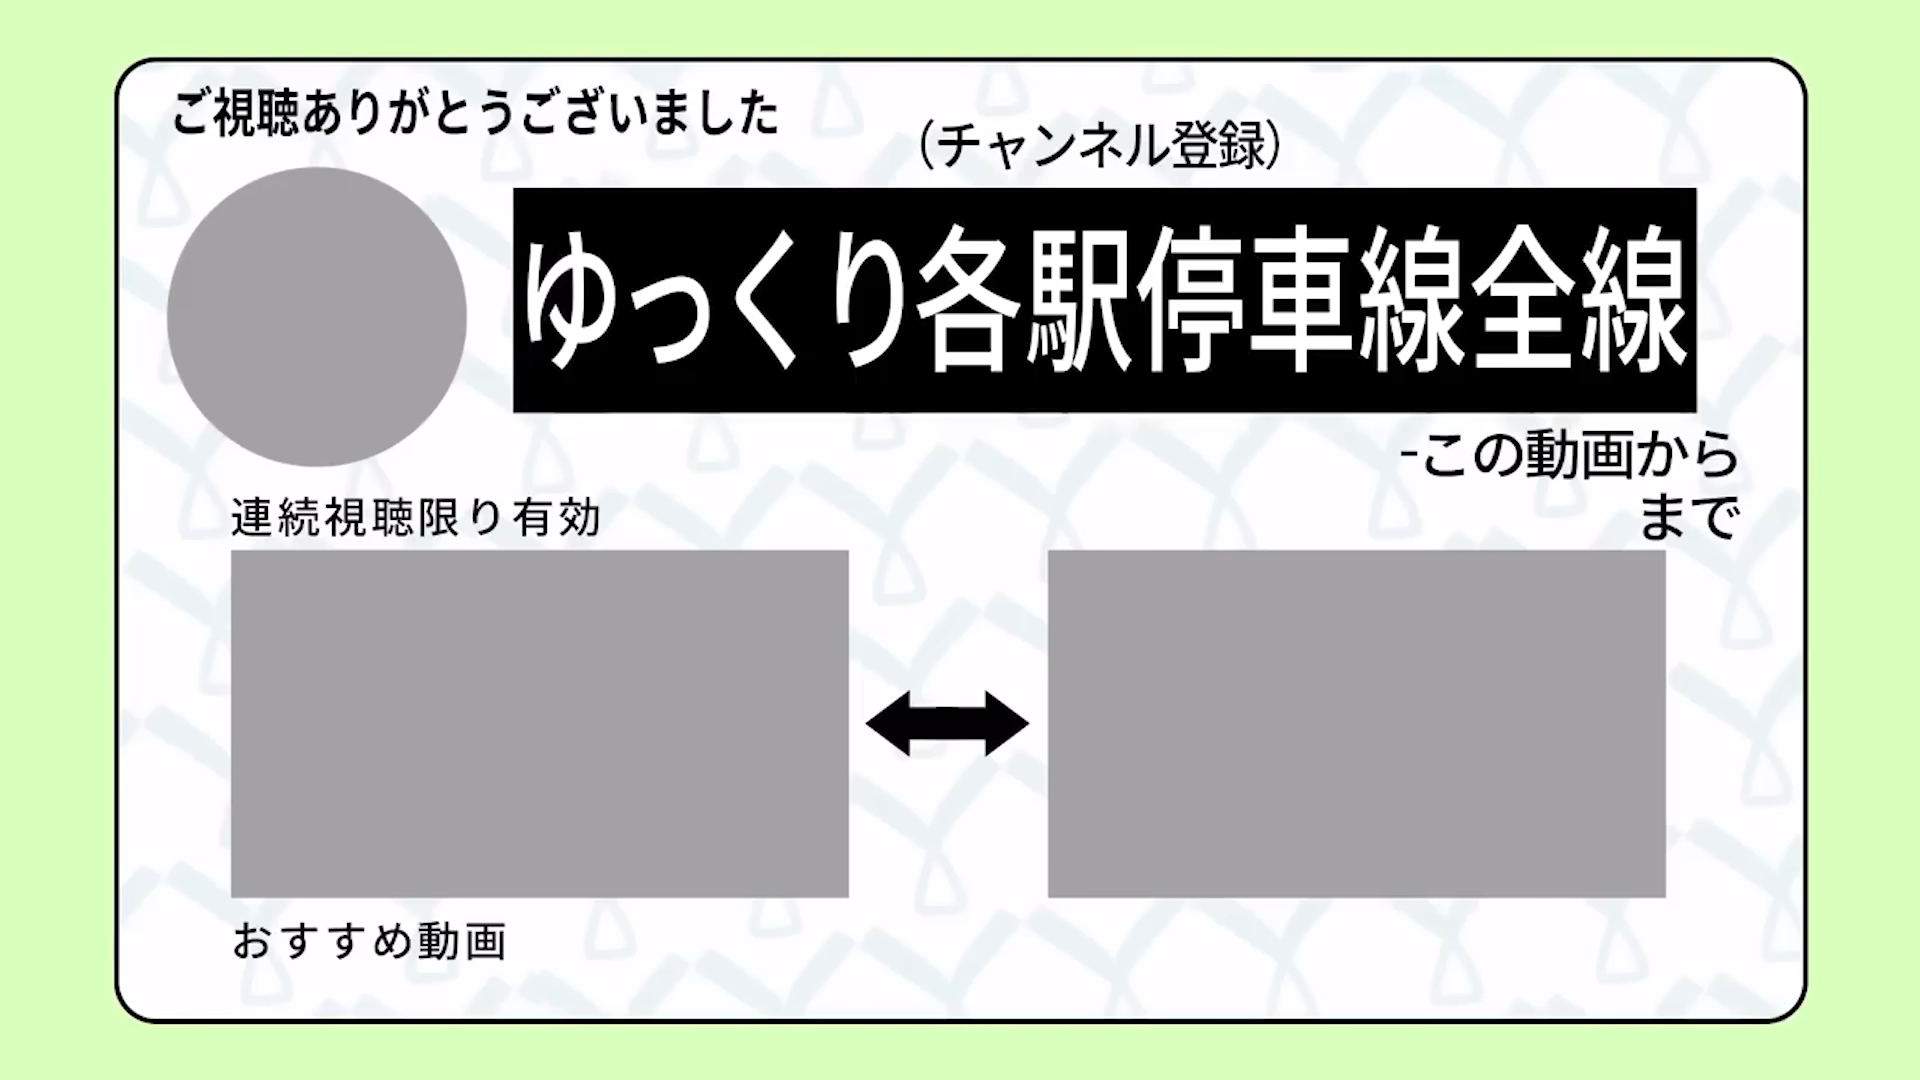 ご視聴ありがとうございました
(チャンネル登録)
ゆっくり各駅停車線全線
-この動画から
まで
連続視聴限り有効
おすすめ動画